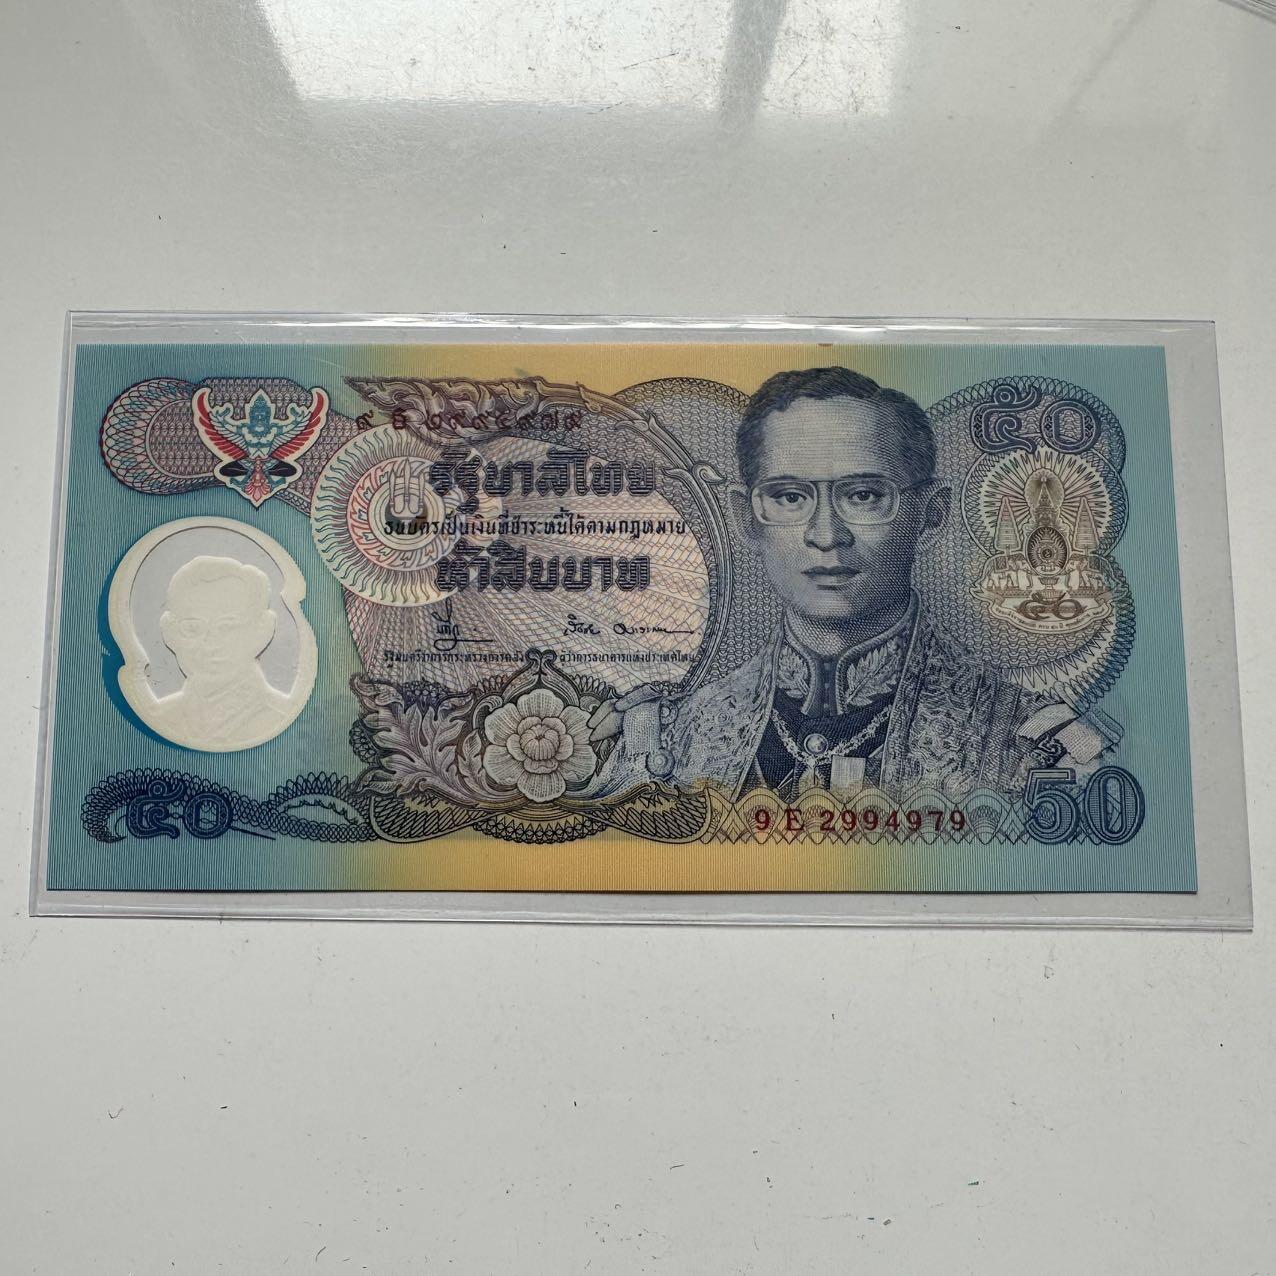 ๙ E ๒๙๙๔๙๗๙
๕๐
รัฐบาลไทย
ธนบัตรเป็นเงินที่ชำระหนี้ได้ตามกฎหมาย
ห้าสิบบาท
๕๐
รัฐมนตรีว่าการกระทรวงการคลัง ผู้ว่าการธนาคารแห่งประเทศไทย
๕๐
9 E 2994979
50